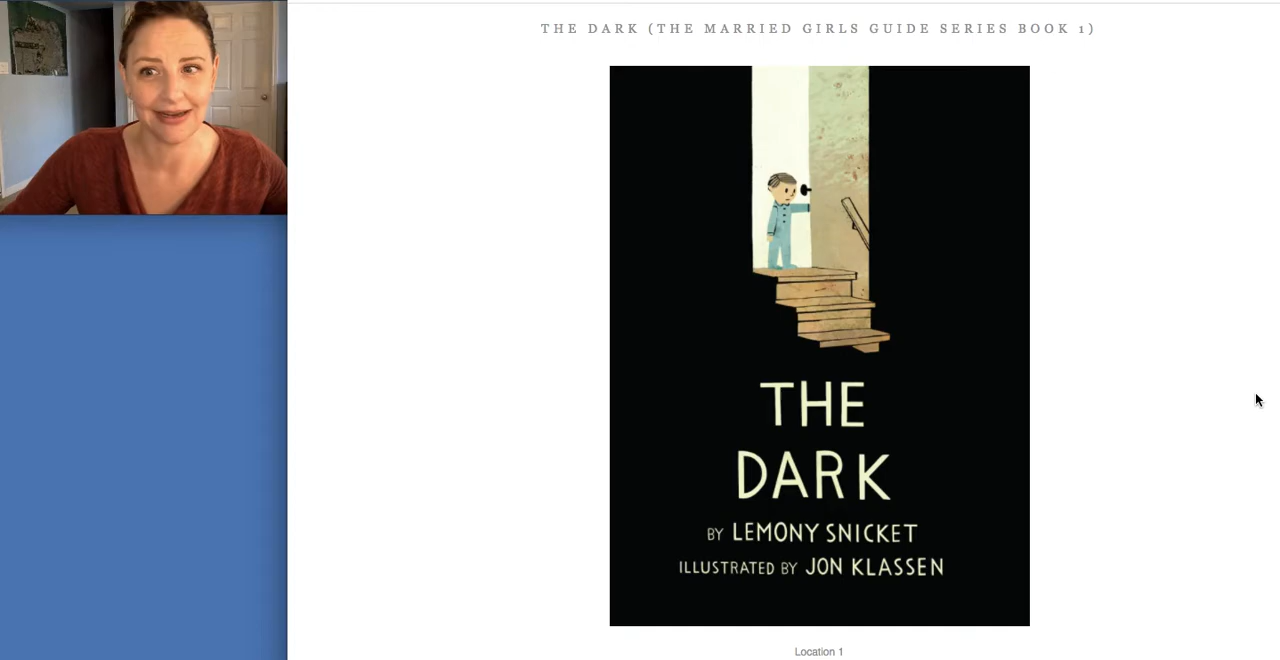 THE DARK (THE MARRIED GIRLS GUIDE SERIES BOOK 1)
THE
DARK
BY LEMONY SNICKET
ILLUSTRATED BY JON KLASSEN
Location 1